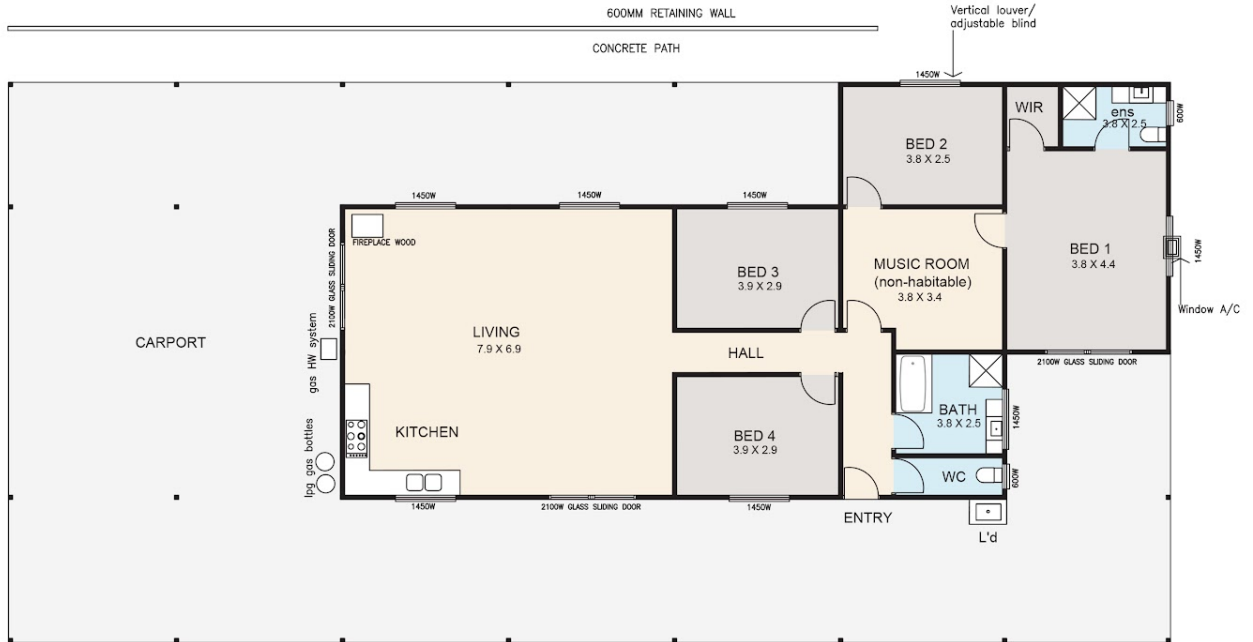 600MM RETAINING WALL
Vertical louver/
adjustable blind
CONCRETE PATH
1450W
WIR
ens
3.8 X 2.5
600W
BED 2
3.8 X 2.5
1450W
1450W
1450W
FIREPLACE WOOD
2100W GLASS SLIDING DOOR
BED 3
3.9 X 2.9
MUSIC ROOM
(non-habitable)
3.8 X 3.4
BED 1
3.8 X 4.4
1450W
Window A/C
CARPORT
LIVING
7.9 X 6.9
HALL
gas HW system
2100W GLASS SLIDING DOOR
KITCHEN
BED 4
3.9 X 2.9
BATH
3.8 X 2.5
1450W
lpg gas bottles
WC
600W
1450W
2100W GLASS SLIDING DOOR
1450W
ENTRY
L'd